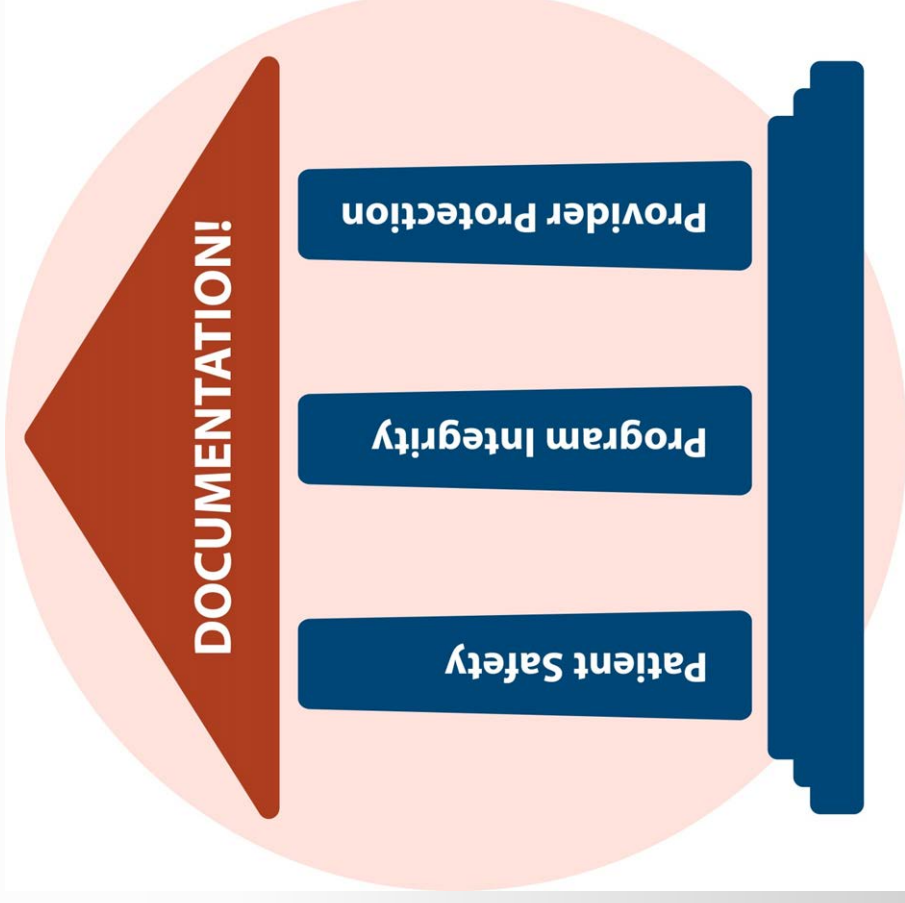 DOCUMENTATION!
Patient Safety
Program Integrity
Provider Protection